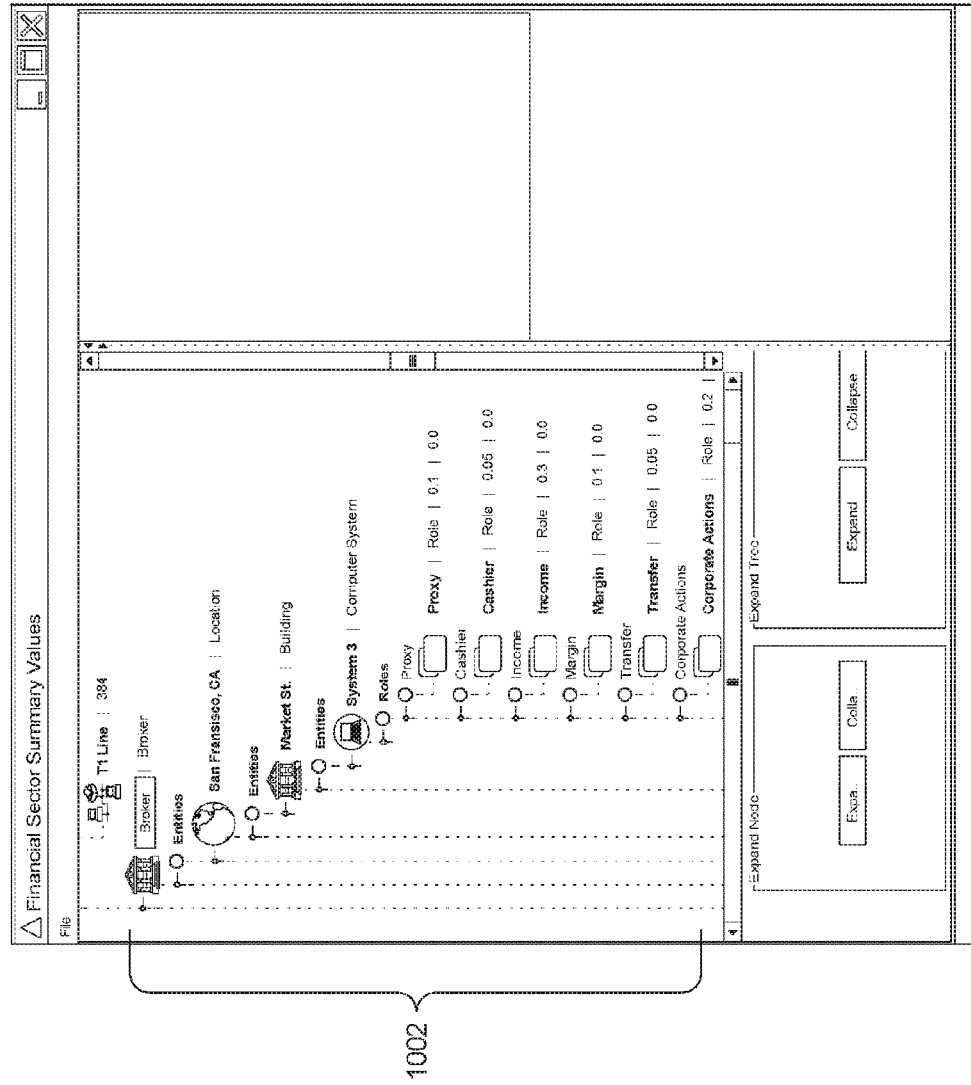 Financial Sector Summary Values
File
T1 Line | 384
Broker | Broker
Entities
San Fransisco, CA | Location
Entities
Market St. | Building
Entities
System 3 | Computer System
Roles
Proxy
Proxy | Role | 0.1 | 0.0
Cashier
Cashier | Role | 0.05 | 0.0
Income
Income | Role | 0.3 | 0.0
Margin
Margin | Role | 0.1 | 0.0
Transfer
Transfer | Role | 0.05 | 0.0
Corporate Actions
Corporate Actions | Role | 0.2 |
Expand Node
Expa...
Colla
Expand Tree
Expand
Collapse
1002